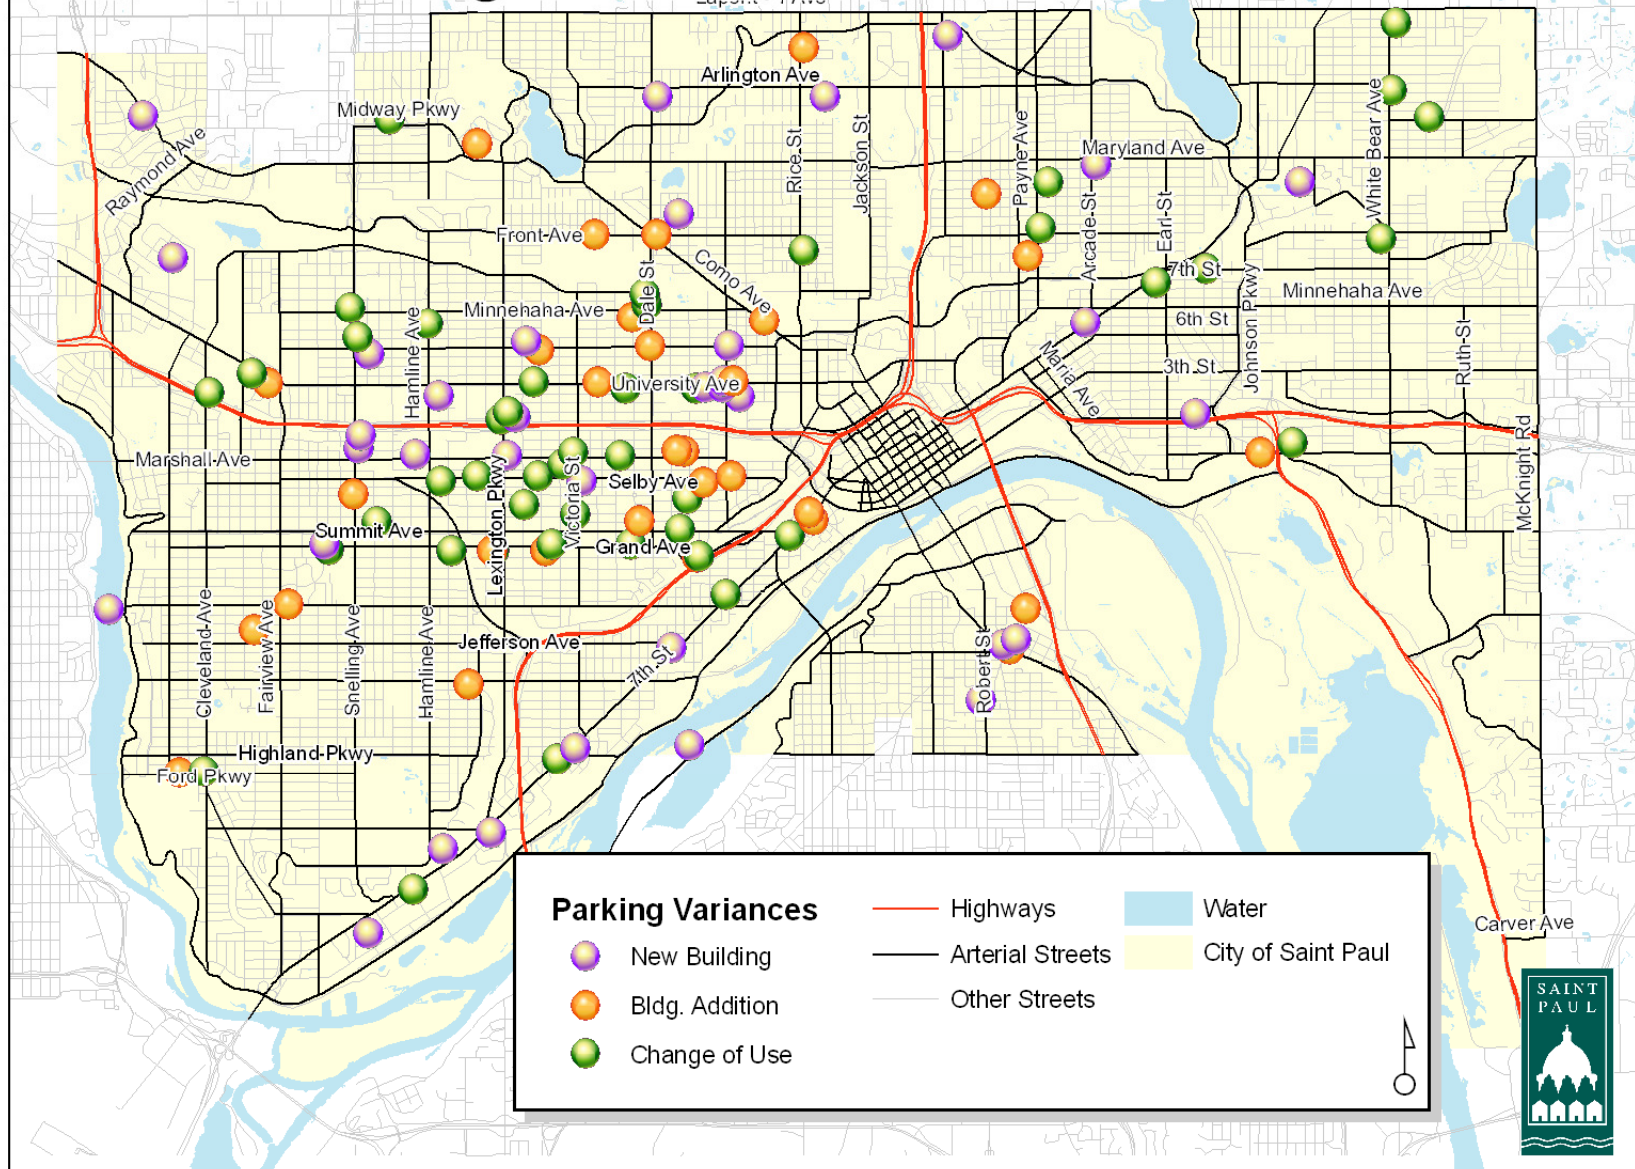 Arlington Ave
Midway Pkwy
Raymond Ave
Rice St
Jackson St
Payne Ave
Maryland Ave
White Bear Ave
Arcade St
Earl St
Front Ave
Como Ave
Dale St
7th St
Johnson Pkwy
Minnehaha Ave
Minnehaha Ave
Hamline Ave
6th St
Ruth St
3th St
Maria Ave
University Ave
McKnight Rd
Marshall Ave
Lexington Pkwy
Victoria St
Selby Ave
Summit Ave
Grand Ave
Cleveland Ave
Fairview Ave
Snelling Ave
Hamline Ave
Jefferson Ave
7th St
Robert St
Highland Pkwy
Ford Pkwy
Carver Ave
Parking Variances
New Building
Bldg. Addition
Change of Use
Highways
Arterial Streets
Other Streets
Water
City of Saint Paul
SAINT
PAUL